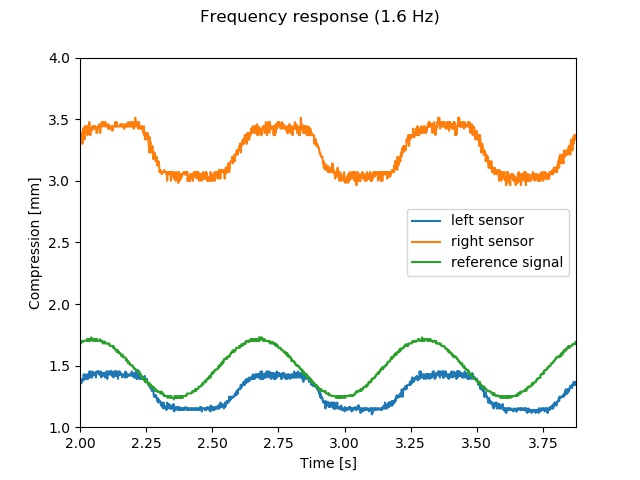 Frequency response (1.6 Hz)
4.0
3.5
3.0
2.5
2.0
1.5
1.0
Compression [mm]
left sensor
right sensor
reference signal
2.00 2.25 2.50 2.75 3.00 3.25 3.50 3.75
Time [s]